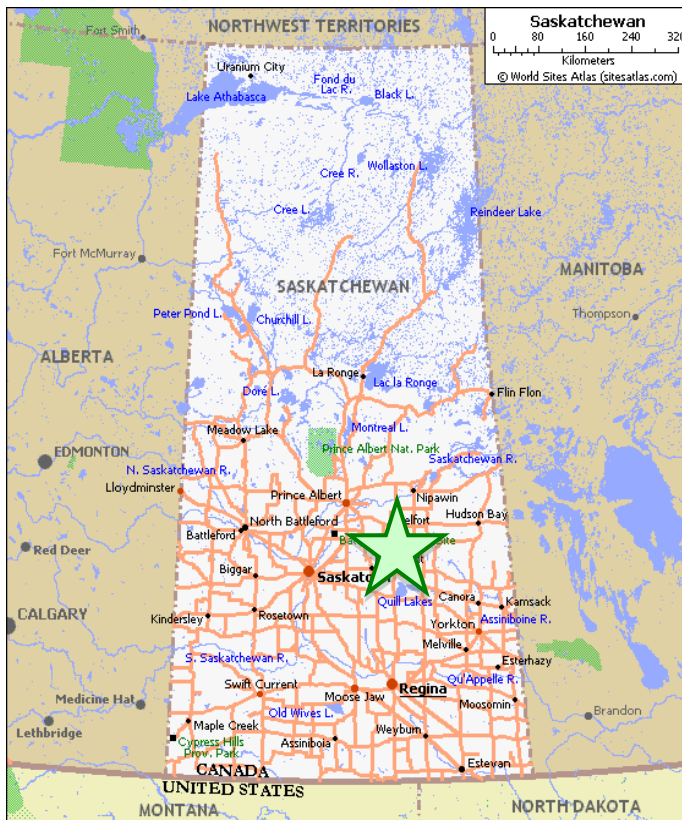 NORTHWEST TERRITORIES
Saskatchewan
0 80 160 240 320
Kilometers
© World Sites Atlas (sitesatlas.com)
Fort Smith
Uranium City
Fond du
Lac R.
Lake Athabasca
Black L.
Wollaston L.
Cree R.
Cree L.
Reindeer Lake
Fort McMurray
MANITOBA
SASKATCHEWAN
Peter Pond L.
Churchill L.
Thompson
ALBERTA
La Ronge
Lac la Ronge
Doré L.
Flin Flon
Montreal L.
Meadow Lake
Prince Albert Nat. Park
EDMONTON
N. Saskatchewan R.
Saskatchewan R.
Lloydminster
Prince Albert
Nipawin
North Battleford
Hudson Bay
Battleford
Red Deer
Biggar
Quill Lakes
Canora
Kamsack
Kindersley
Rosetown
Assiniboine R.
CALGARY
Yorkton
Melville
S. Saskatchewan R.
Esterhazy
Swift Current
Qu'Appelle R.
Regina
Moose Jaw
Medicine Hat
Moosomin
Old Wives L.
Brandon
Lethbridge
Maple Creek
Weyburn
Cypress Hills
Prov. Park
Assiniboia
Estevan
CANADA
UNITED STATES
MONTANA
NORTH DAKOTA